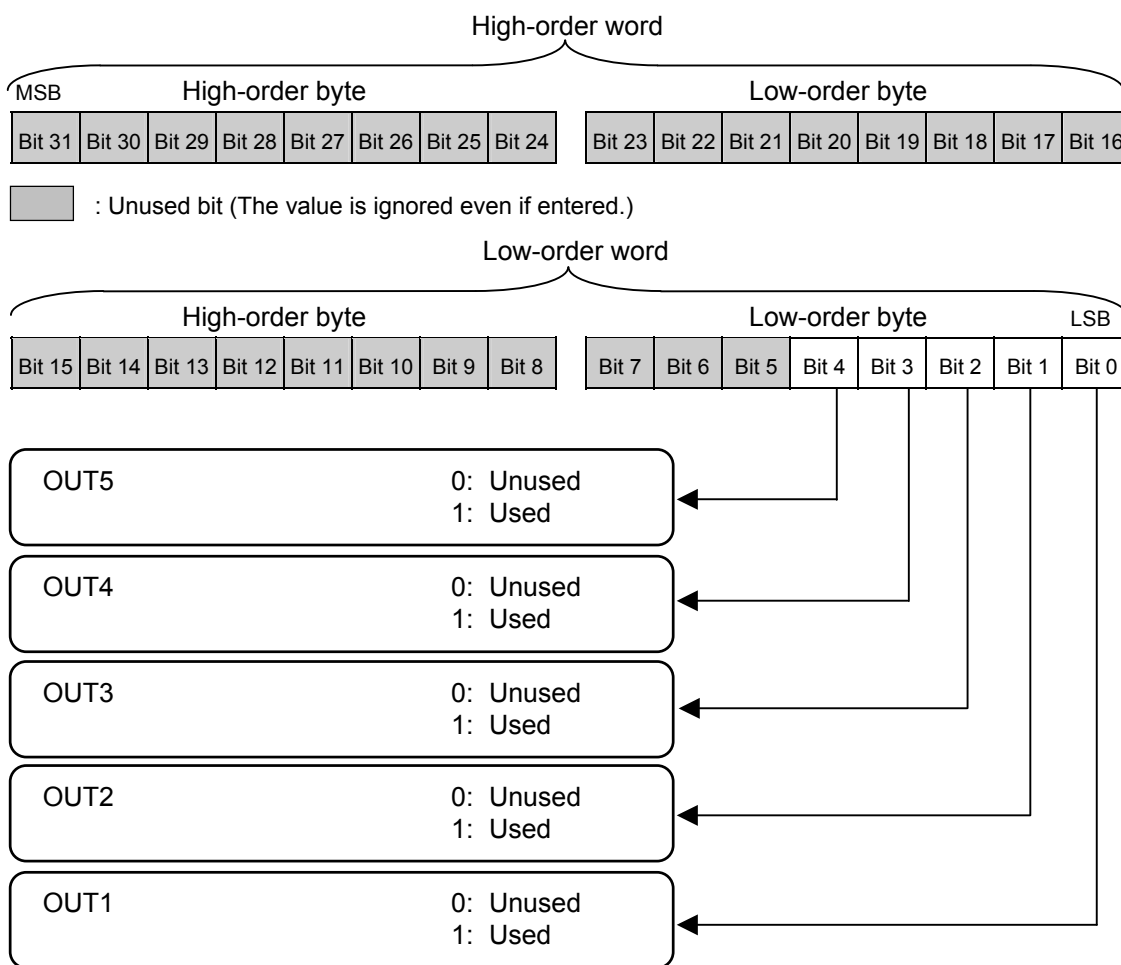 High-order word
MSB High-order byte Low-order byte
Bit 31 Bit 30 Bit 29 Bit 28 Bit 27 Bit 26 Bit 25 Bit 24 Bit 23 Bit 22 Bit 21 Bit 20 Bit 19 Bit 18 Bit 17 Bit 16
: Unused bit (The value is ignored even if entered.)
Low-order word
High-order byte Low-order byte LSB
Bit 15 Bit 14 Bit 13 Bit 12 Bit 11 Bit 10 Bit 9 Bit 8 Bit 7 Bit 6 Bit 5 Bit 4 Bit 3 Bit 2 Bit 1 Bit 0
OUT5 0: Unused
1: Used
OUT4 0: Unused
1: Used
OUT3 0: Unused
1: Used
OUT2 0: Unused
1: Used
OUT1 0: Unused
1: Used